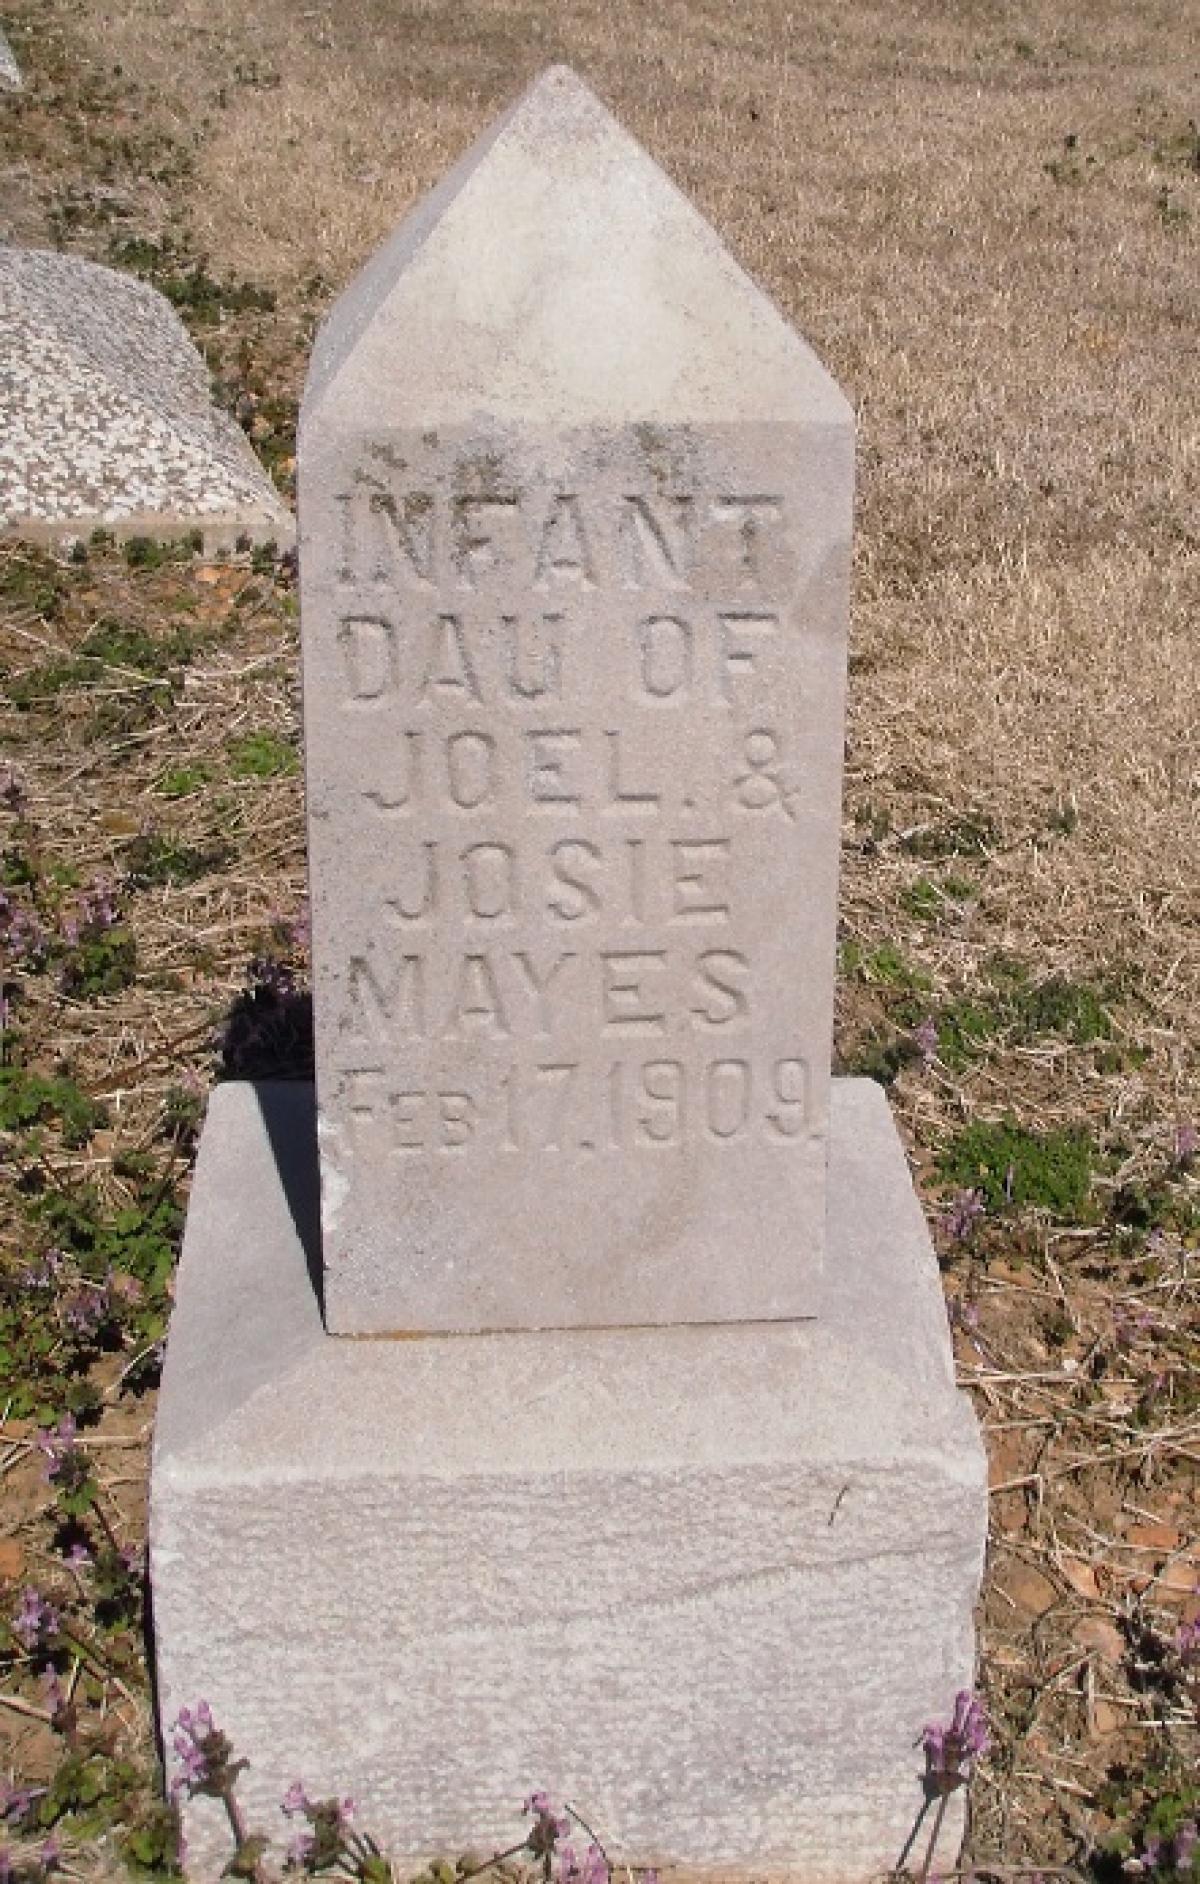 INFANT
DAU OF
JOEL. &
JOSIE
MAYES
FEB 17. 1909.